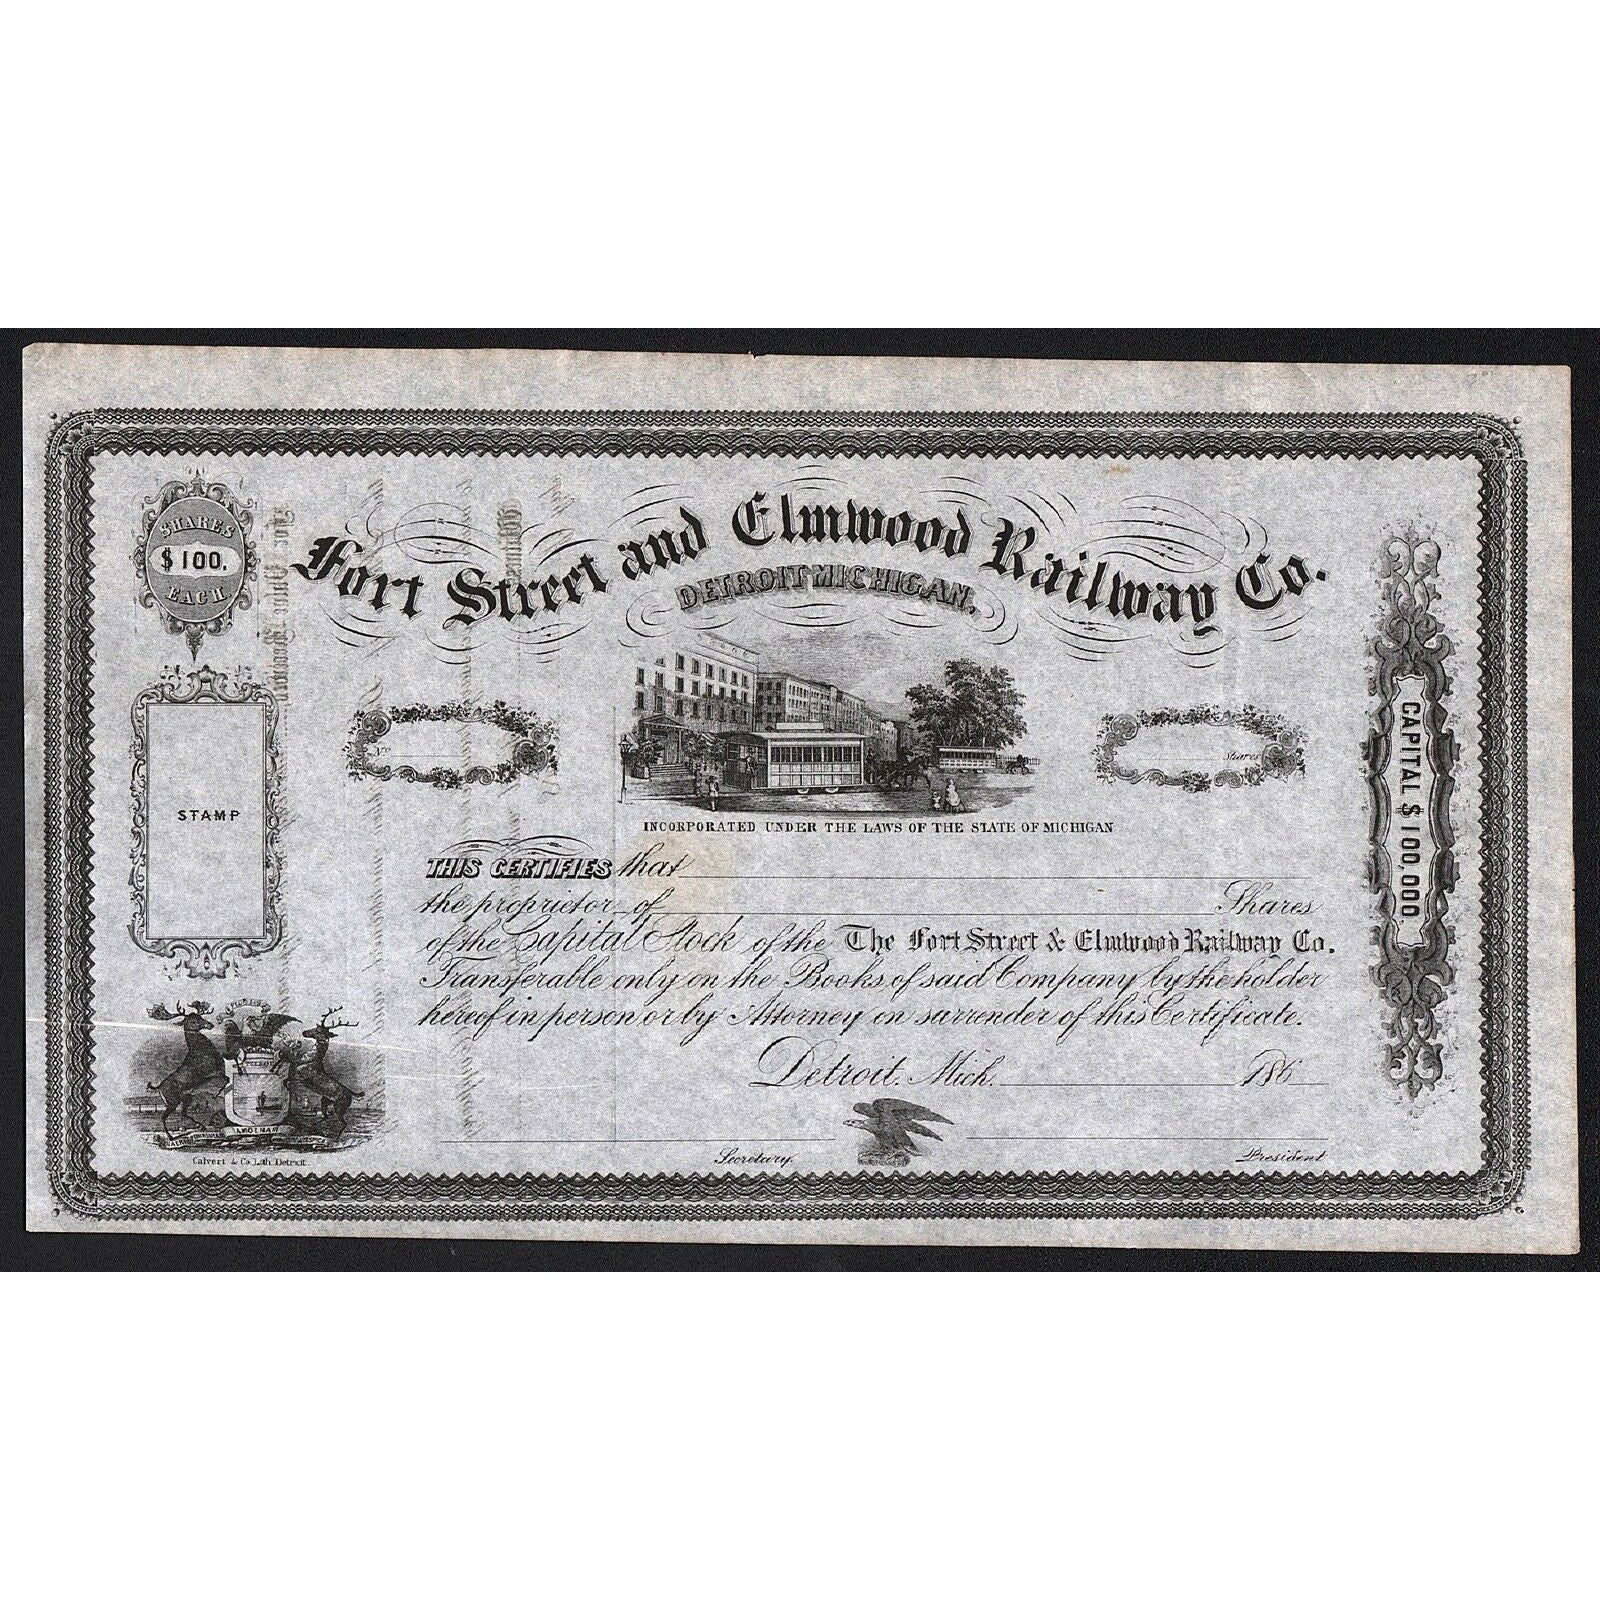 Fort Street and Elmwood Railway Co.
DETROIT MICHIGAN.
SHARES
$100.
EACH.
No
Shares
STAMP
CAPITAL $100,000
INCORPORATED UNDER THE LAWS OF THE STATE OF MICHIGAN
THIS CERTIFIES that
the proprietor of Shares
of the Capital Stock of the The Fort Street & Elmwood Railway Co.
Transferable only on the Books of said Company by the holder
hereof in person or by Attorney on surrender of this Certificate.
Detroit, Mich. 186
TUEBOR
AMOENAM
Calvert & Co. Lith. Detroit.
Secretary.
President